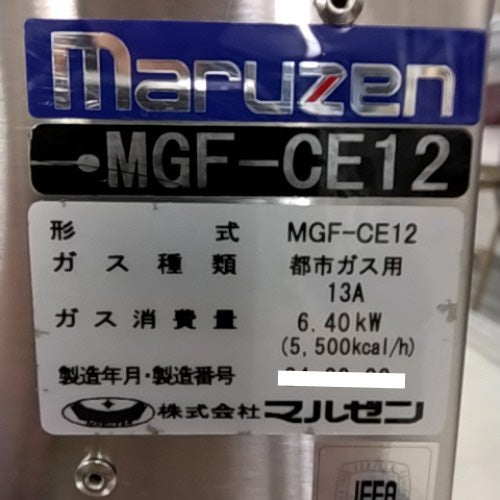 maruzen
MGF-CE12
形式 MGF-CE12
ガス種類 都市ガス用
13A
ガス消費量 6.40kW
(5,500kcal/h)
製造年月・製造番号
株式会社 マルゼン